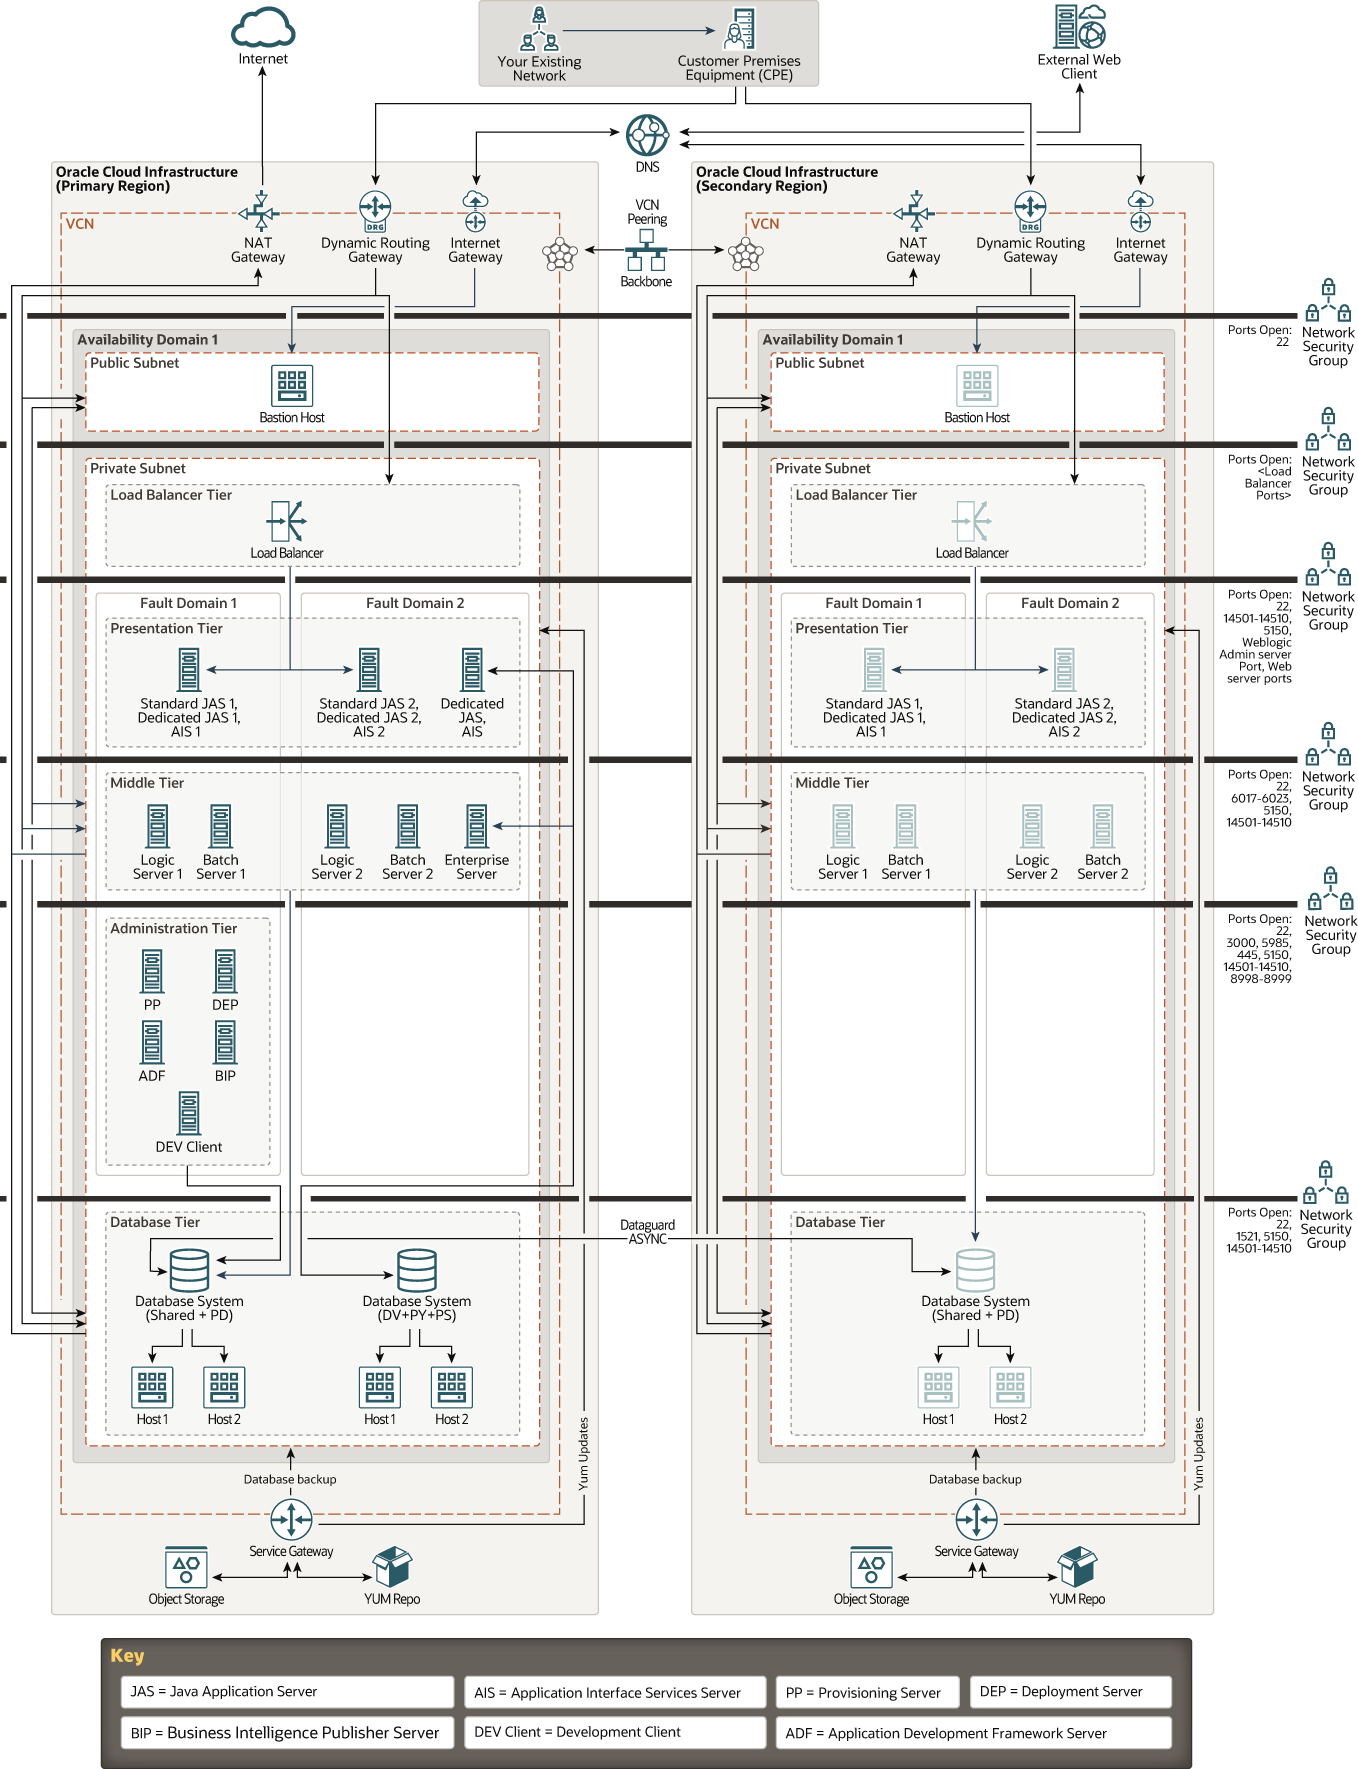 Internet
Your Existing
Network
Customer Premises
Equipment (CPE)
External Web
Client
DNS
Oracle Cloud Infrastructure
(Primary Region)
VCN
NAT
Gateway
DRG
Dynamic Routing
Gateway
Internet
Gateway
VCN
Peering
Backbone
Oracle Cloud Infrastructure
(Secondary Region)
VCN
NAT
Gateway
DRG
Dynamic Routing
Gateway
Internet
Gateway
Availability Domain 1
Public Subnet
Bastion Host
Private Subnet
Load Balancer Tier
Load Balancer
Fault Domain 1
Fault Domain 2
Presentation Tier
Standard JAS 1,
Dedicated JAS 1,
AIS 1
Standard JAS 2,
Dedicated JAS 2,
AIS 2
Dedicated
JAS,
AIS
Middle Tier
Logic
Server 1
Batch
Server 1
Logic
Server 2
Batch
Server 2
Enterprise
Server
Administration Tier
PP
DEP
ADF
BIP
DEV Client
Database Tier
Database System
(Shared + PD)
Database System
(DV+PY+PS)
Host 1
Host 2
Host 1
Host 2
Database backup
Yum Updates
Service Gateway
Object Storage
YUM Repo
Dataguard
ASYNC
Availability Domain 1
Public Subnet
Bastion Host
Private Subnet
Load Balancer Tier
Load Balancer
Fault Domain 1
Fault Domain 2
Presentation Tier
Standard JAS 1,
Dedicated JAS 1,
AIS 1
Standard JAS 2,
Dedicated JAS 2,
AIS 2
Middle Tier
Logic
Server 1
Batch
Server 1
Logic
Server 2
Batch
Server 2
Database Tier
Database System
(Shared + PD)
Host 1
Host 2
Database backup
Yum Updates
Service Gateway
Object Storage
YUM Repo
Ports Open:
22
Network
Security
Group
Ports Open:
<Load
Balancer
Ports>
Network
Security
Group
Ports Open:
22,
14501-14510,
5150,
Weblogic
Admin server
Port, Web
server ports
Network
Security
Group
Ports Open:
22,
6017-6023,
5150,
14501-14510
Network
Security
Group
Ports Open:
22,
3000, 5985,
445, 5150,
14501-14510,
8998-8999
Network
Security
Group
Ports Open:
22,
1521, 5150,
14501-14510
Network
Security
Group
Key
JAS = Java Application Server
AIS = Application Interface Services Server
PP = Provisioning Server
DEP = Deployment Server
BIP = Business Intelligence Publisher Server
DEV Client = Development Client
ADF = Application Development Framework Server